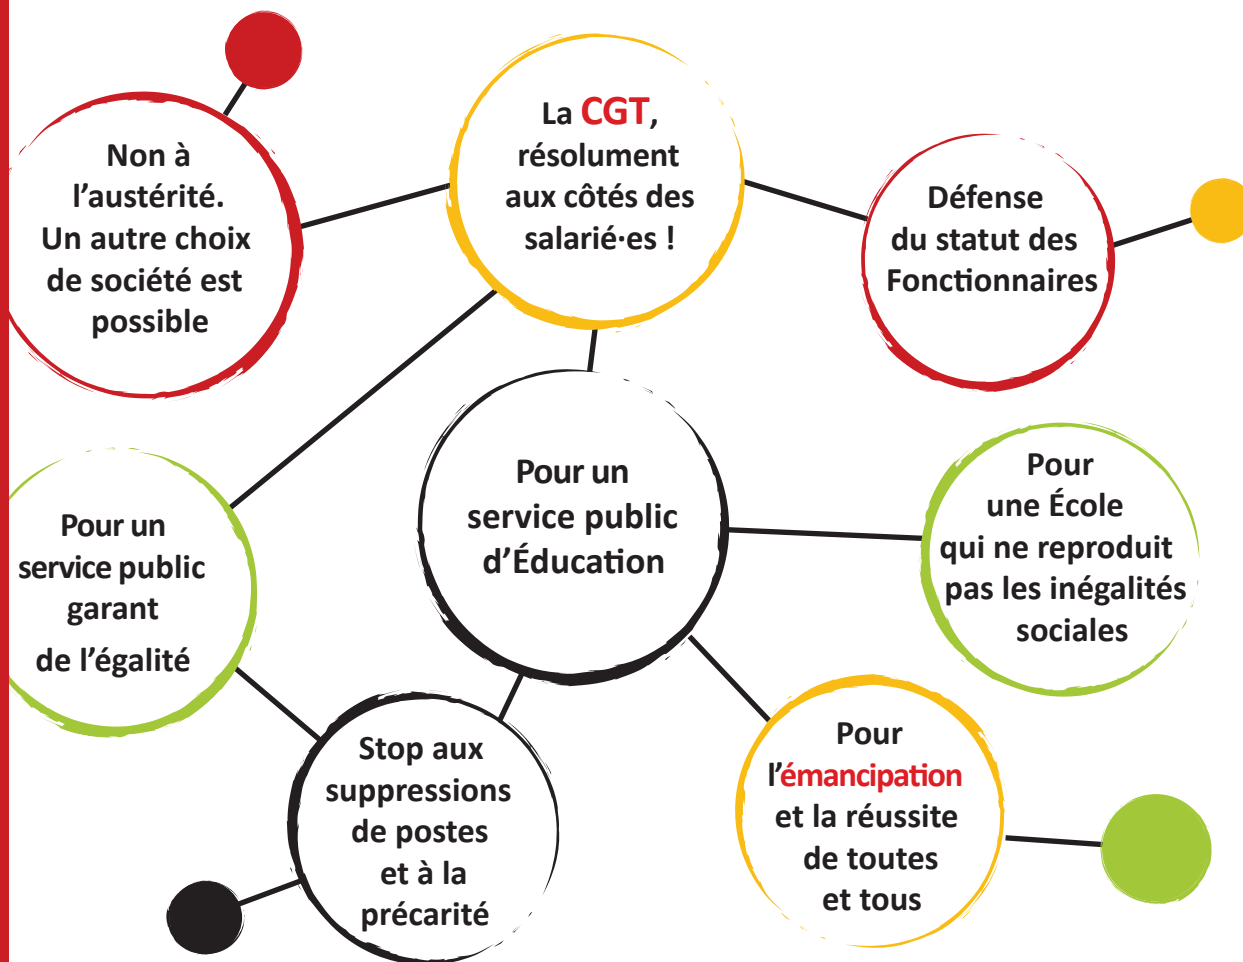 Non à
l’austérité.
Un autre choix
de société est
possible
La CGT,
résolument
aux côtés des
salarié·es !
Défense
du statut des
Fonctionnaires
Pour un
service public
d’Éducation
Pour
une École
qui ne reproduit
pas les inégalités
sociales
Pour un
service public
garant
de l’égalité
Stop aux
suppressions
de postes
et à la
précarité
Pour
l’émancipation
et la réussite
de toutes
et tous